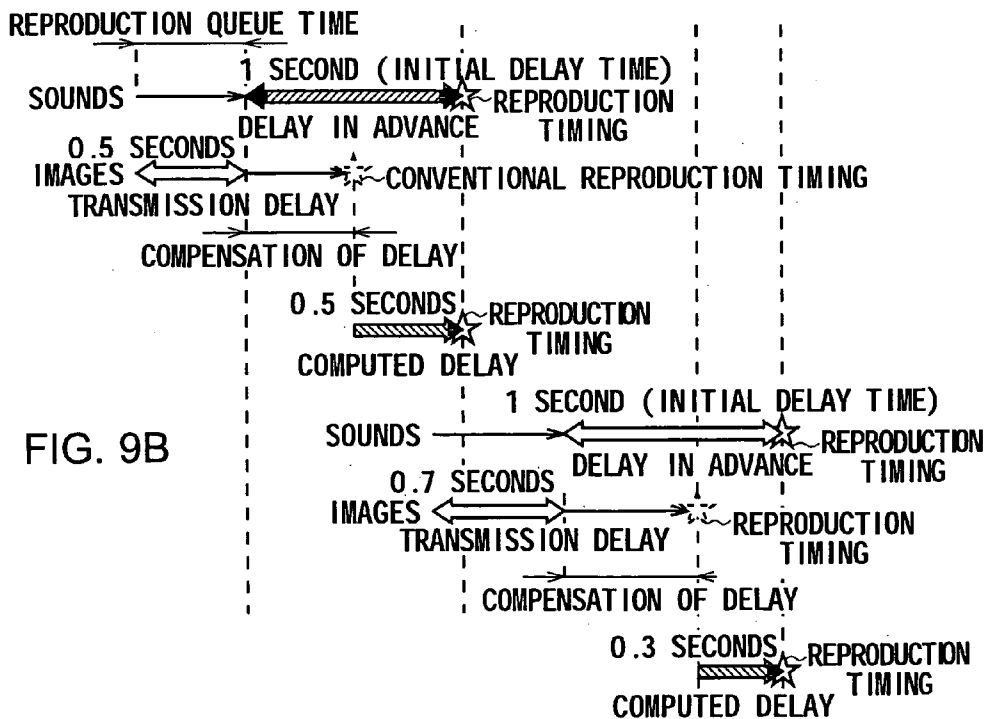 REPRODUCTION QUEUE TIME
1 SECOND (INITIAL DELAY TIME)
SOUNDS
REPRODUCTION
TIMING
DELAY IN ADVANCE
0.5 SECONDS
IMAGES
CONVENTIONAL REPRODUCTION TIMING
TRANSMISSION DELAY
COMPENSATION OF DELAY
0.5 SECONDS
REPRODUCTION
TIMING
COMPUTED DELAY
1 SECOND (INITIAL DELAY TIME)
FIG. 9B
SOUNDS
REPRODUCTION
TIMING
DELAY IN ADVANCE
0.7 SECONDS
IMAGES
REPRODUCTION
TIMING
TRANSMISSION DELAY
COMPENSATION OF DELAY
0.3 SECONDS
REPRODUCTION
TIMING
COMPUTED DELAY